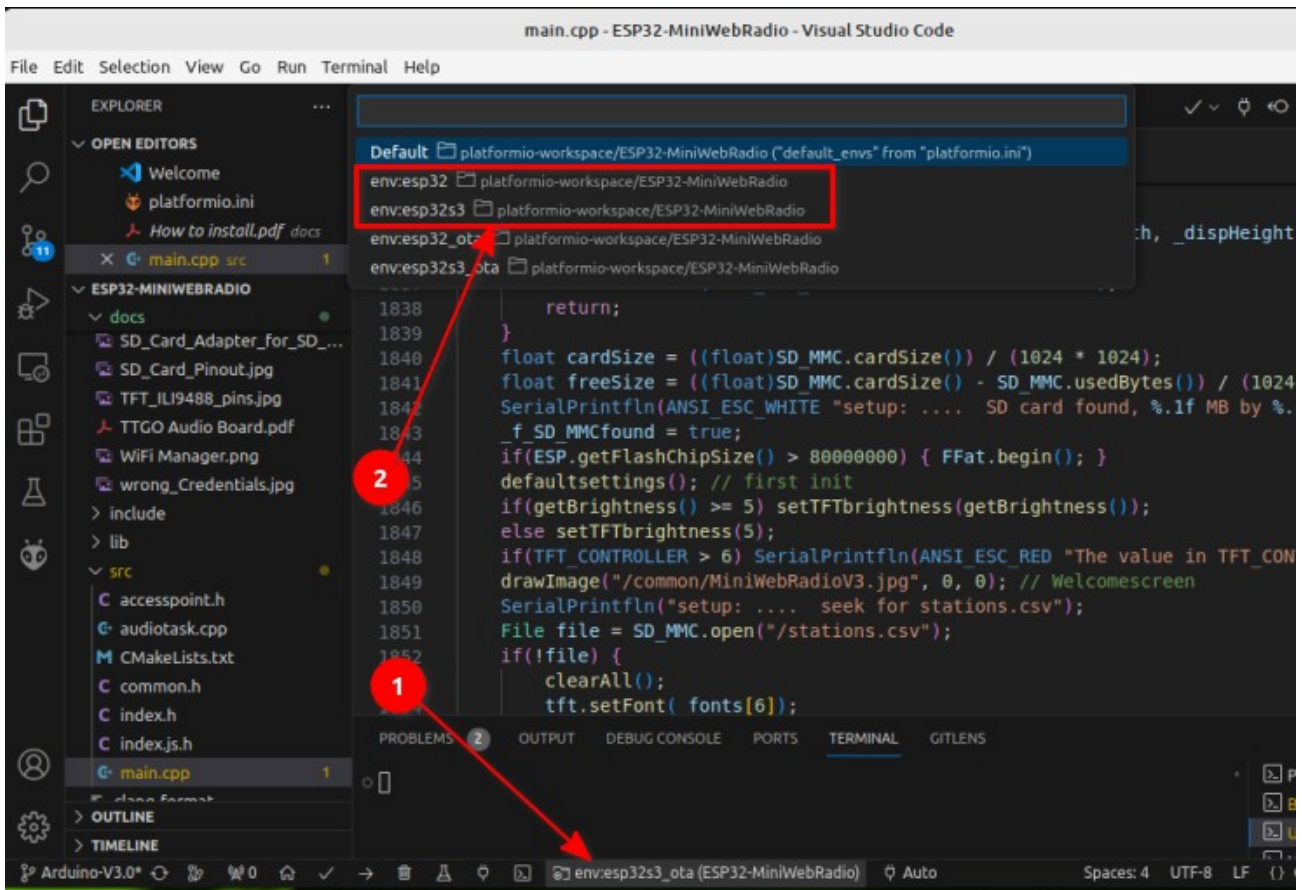 main.cpp - ESP32-MiniWebRadio - Visual Studio Code
File Edit Selection View Go Run Terminal Help
EXPLORER
OPEN EDITORS
Welcome
platformio.ini
How to install.pdf docs
main.cpp src 1
11
ESP32-MINIWEBRADIO
docs
SD_Card_Adapter_for_SD_...
SD_Card_Pinout.jpg
TFT_ILI9488_pins.jpg
TTGO Audio Board.pdf
WiFi Manager.png
wrong_Credentials.jpg
include
lib
src
accesspoint.h
audiotask.cpp
CMakeLists.txt
common.h
index.h
index.js.h
main.cpp 1
OUTLINE
TIMELINE
Default platformio-workspace/ESP32-MiniWebRadio ("default_envs" from "platformio.ini")
env:esp32 platformio-workspace/ESP32-MiniWebRadio
env:esp32s3 platformio-workspace/ESP32-MiniWebRadio
env:esp32_ota platformio-workspace/ESP32-MiniWebRadio
env:esp32s3_ota platformio-workspace/ESP32-MiniWebRadio
_dispHeight
1838 return;
1839 }
1840 float cardSize = ((float)SD_MMC.cardSize()) / (1024 * 1024);
1841 float freeSize = ((float)SD_MMC.cardSize() - SD_MMC.usedBytes()) / (1024
1842 SerialPrintfln(ANSI_ESC_WHITE "setup: .... SD card found, %.1f MB by %.
1843 _f_SD_MMCfound = true;
if(ESP.getFlashChipSize() > 80000000) { FFat.begin(); }
defaultsettings(); // first init
1846 if(getBrightness() >= 5) setTFTbrightness(getBrightness());
1847 else setTFTbrightness(5);
1848 if(TFT_CONTROLLER > 6) SerialPrintfln(ANSI_ESC_RED "The value in TFT_CON
1849 drawImage("/common/MiniWebRadioV3.jpg", 0, 0); // Welcomescreen
1850 SerialPrintfln("setup: .... seek for stations.csv");
1851 File file = SD_MMC.open("/stations.csv");
1852 if(!file) {
clearAll();
tft.setFont(_fonts[6]);
2
1
PROBLEMS 2 OUTPUT DEBUG CONSOLE PORTS TERMINAL GITLENS
Arduino-V3.0* 0 env:esp32s3_ota (ESP32-MiniWebRadio) Auto Spaces: 4 UTF-8 LF {}